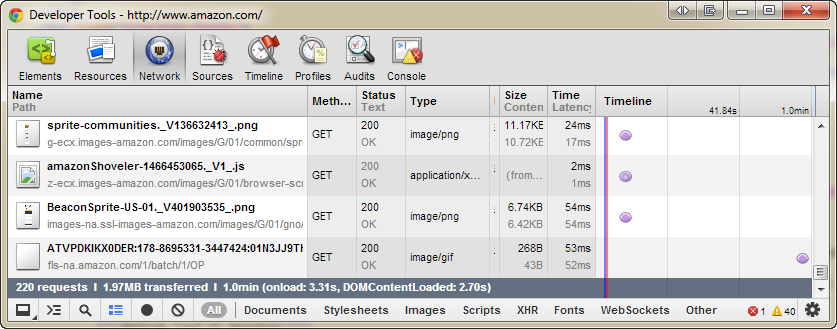 Developer Tools - http://www.amazon.com/
Elements Resources Network Sources Timeline Profiles Audits Console
Name Status Meth... Type Size Time Timeline
Path Text Conten Latency 41.84s 1.0min
sprite-communities._V136632413_.png 200 11.17KB 24ms
GET image/png
g-ecx.images-amazon.com/images/G/01/common/spr OK 10.72KB 17ms
amazonShoveler-1466453065._V1_.js 200 2ms
GET application/x... (from...
z-ecx.images-amazon.com/images/G/01/browser-scr OK 1ms
BeaconSprite-US-01._V401903535_.png 200 6.74KB 54ms
GET image/png
images-na.ssl-images-amazon.com/images/G/01/gno/ OK 6.42KB 54ms
ATVPDKIKX0DER:178-8695331-3447424:01N3JJ9TH 200 268B 53ms
GET image/gif
fls-na.amazon.com/1/batch/1/OP OK 43B 52ms
220 requests I 1.97MB transferred I 1.0min (onload: 3.31s, DOMContentLoaded: 2.70s)
All Documents Stylesheets Images Scripts XHR Fonts WebSockets Other 1 40